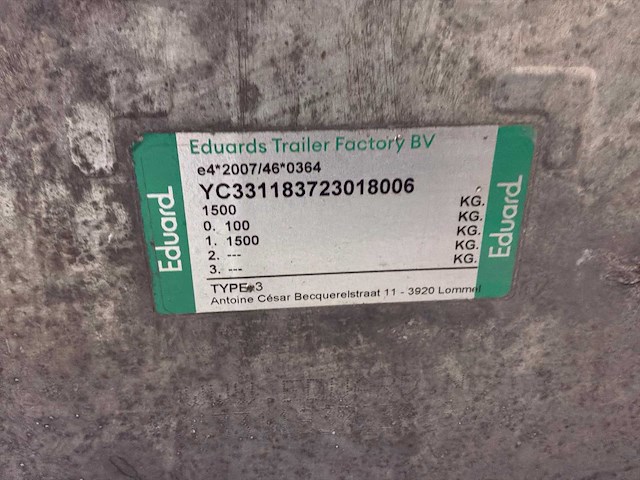 Eduard
Eduards Trailer Factory BV
e4*2007/46*0364
YC331183723018006
1500 KG.
0. 100 KG.
1. 1500 KG.
2. --- KG.
3. --- KG.
TYPE 3
Antoine César Becquerelstraat 11 - 3920 Lommel
Eduard